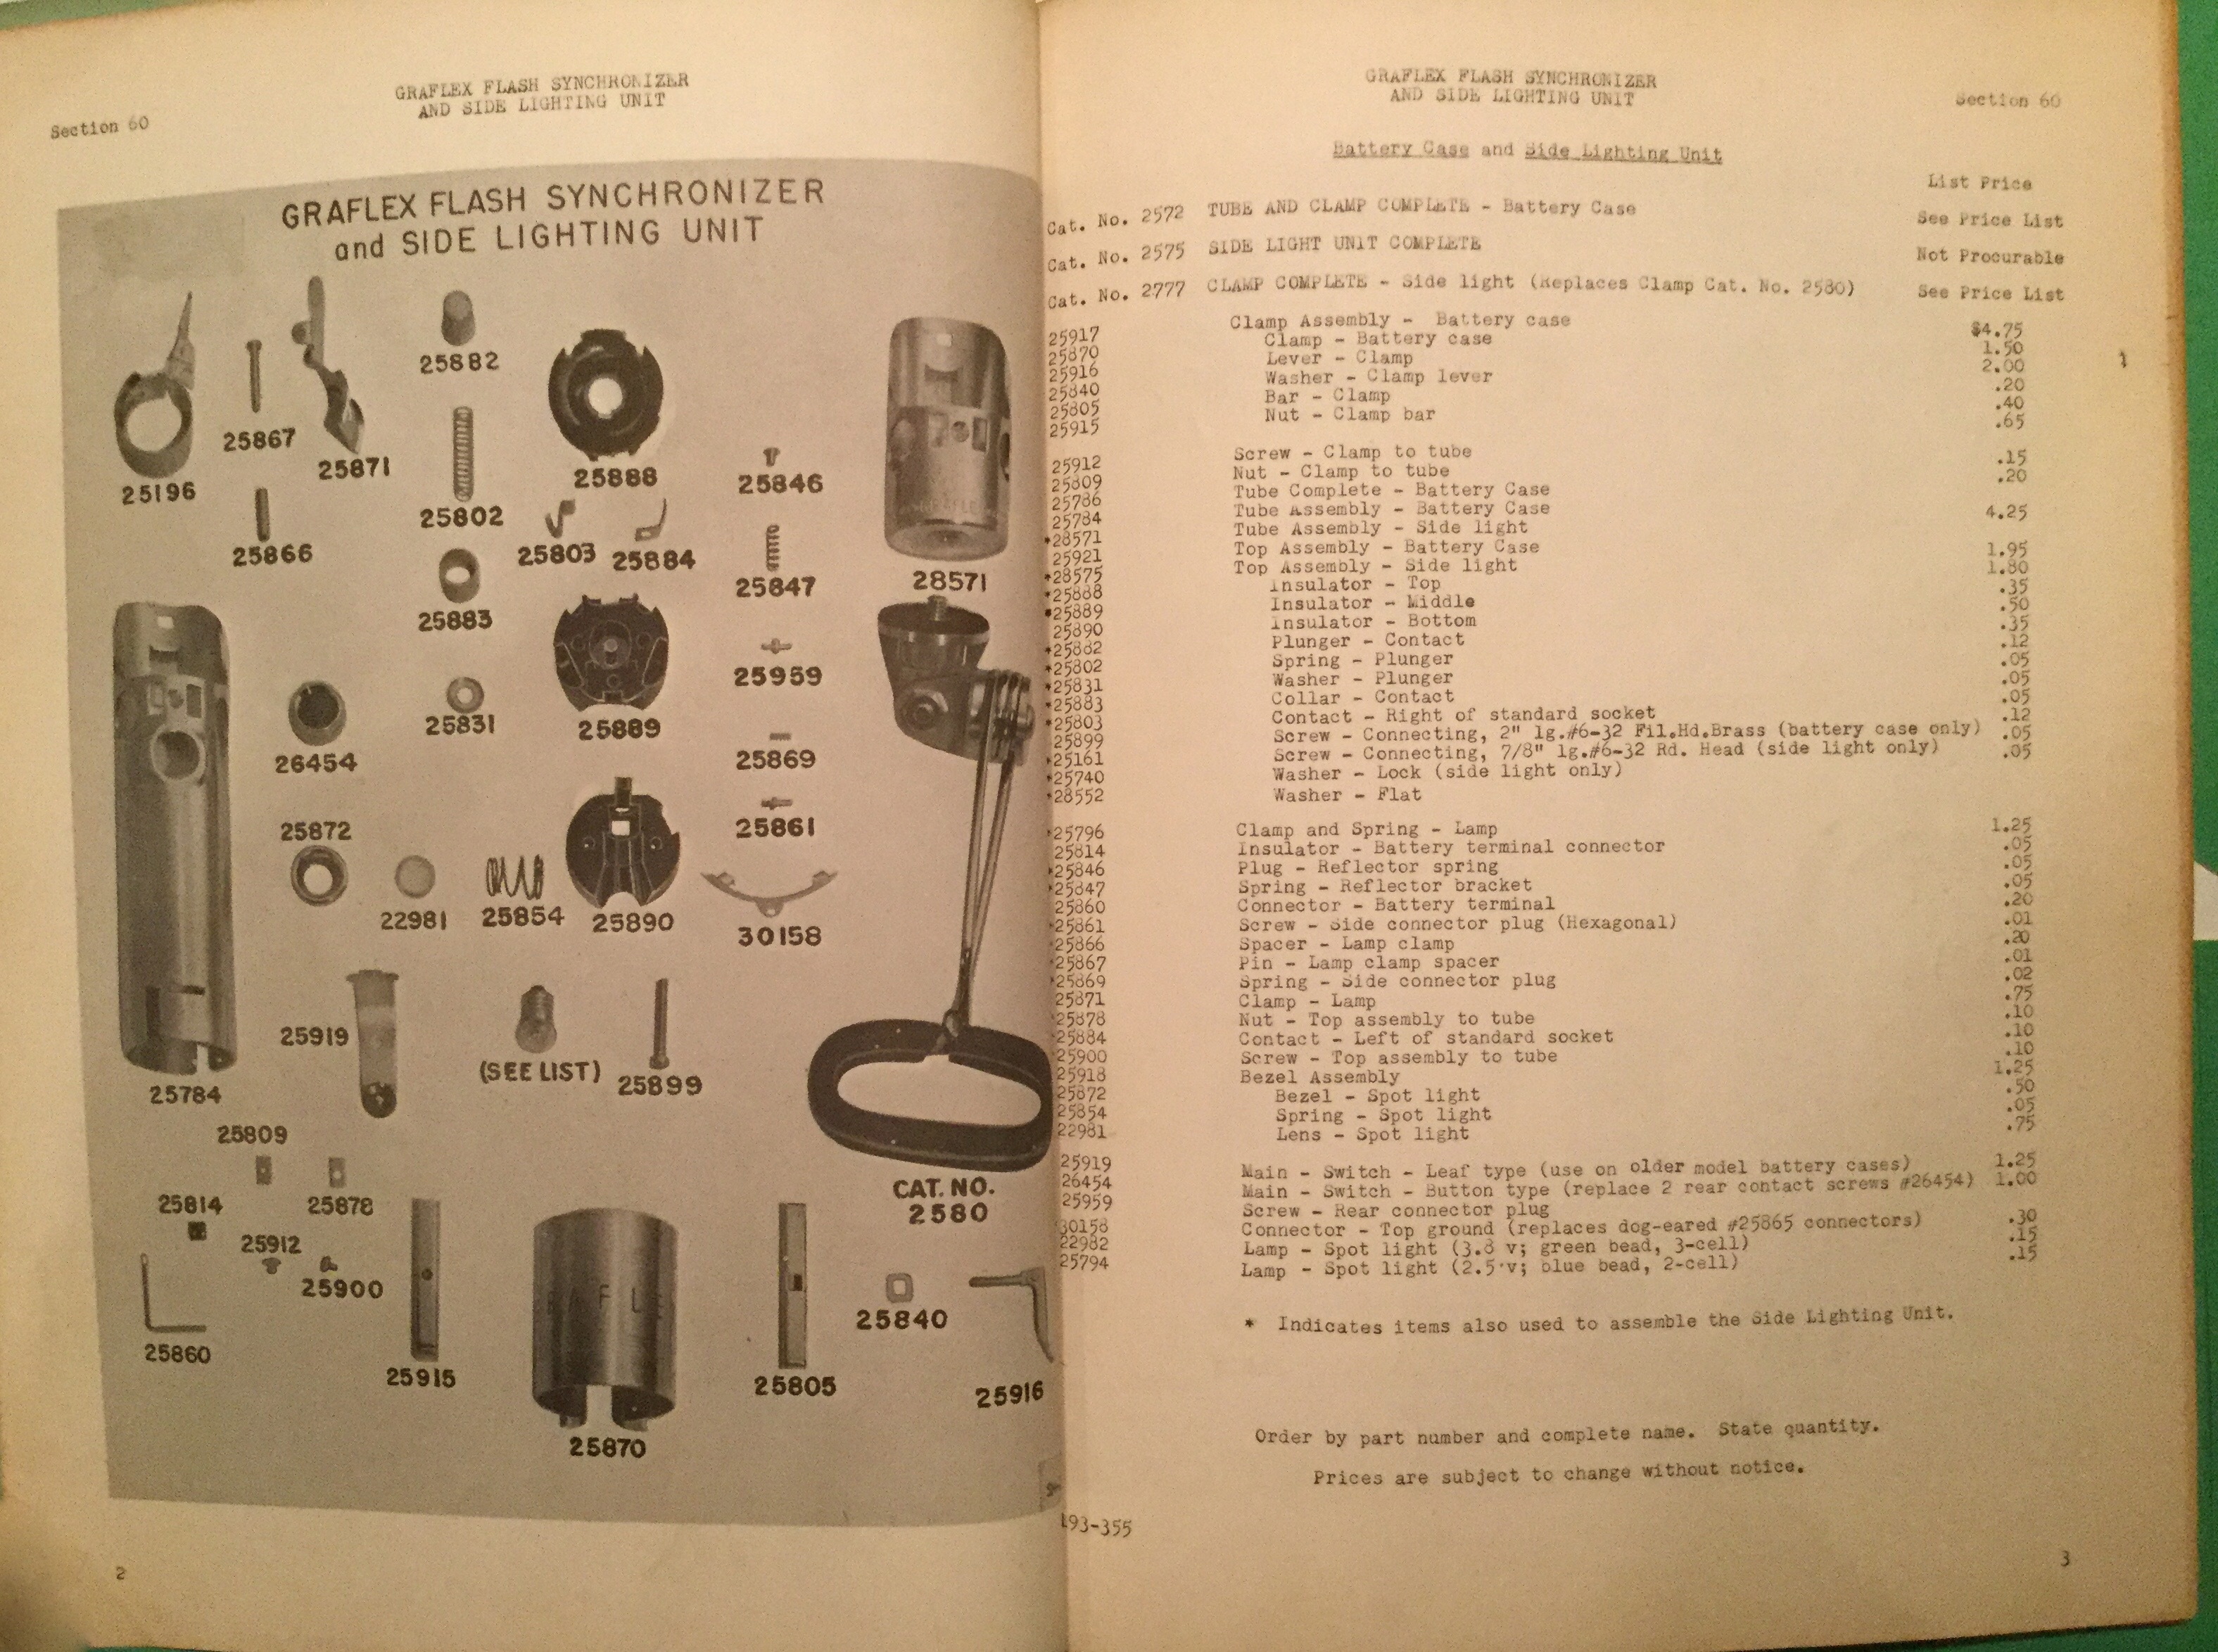 GRAFLEX FLASH SYNCHRONIZER
AND SIDE LIGHTING UNIT
Section 60
GRAFLEX FLASH SYNCHRONIZER
and SIDE LIGHTING UNIT
25882
25867
25871
25888
25846
25196
25802
25866
25803
25884
25847
28571
25883
25959
25831
25889
26454
25869
25872
25861
22981
25854
25890
30158
25919
(SEE LIST)
25899
25784
25809
25814
25878
CAT. NO.
2580
25912
25900
25840
25860
25915
25805
25916
25870
2
GRAFLEX FLASH SYNCHRONIZER
AND SIDE LIGHTING UNIT
Section 60
Battery Case and Side Lighting Unit
List Price
Cat. No. 2572 TUBE AND CLAMP COMPLETE - Battery Case See Price List
Cat. No. 2575 SIDE LIGHT UNIT COMPLETE Not Procurable
Cat. No. 2777 CLAMP COMPLETE - Side light (Replaces Clamp Cat. No. 2580) See Price List
25917 Clamp Assembly - Battery case $4.75
25870 Clamp - Battery case 1.50
25916 Lever - Clamp 2.00
25840 Washer - Clamp lever .20
25805 Bar - Clamp .40
25915 Nut - Clamp bar .65
25912 Screw - Clamp to tube .15
25809 Nut - Clamp to tube .20
25786 Tube Complete - Battery Case
25784 Tube Assembly - Battery Case 4.25
*28571 Tube Assembly - Side light
25921 Top Assembly - Battery Case 1.95
*28575 Top Assembly - Side light 1.80
*25888 Insulator - Top .35
*25889 Insulator - Middle .50
25890 Insulator - Bottom .35
*25882 Plunger - Contact .12
*25802 Spring - Plunger .05
*25831 Washer - Plunger .05
*25883 Collar - Contact .05
*25803 Contact - Right of standard socket .12
25899 Screw - Connecting, 2" lg.#6-32 Fil.Hd.Brass (battery case only) .05
*25161 Screw - Connecting, 7/8" lg.#6-32 Rd. Head (side light only) .05
*25740 Washer - Lock (side light only)
*28552 Washer - Flat
*25796 Clamp and Spring - Lamp 1.25
*25814 Insulator - Battery terminal connector .05
*25846 Plug - Reflector spring .05
*25847 Spring - Reflector bracket .05
25860 Connector - Battery terminal .20
*25861 Screw - Side connector plug (Hexagonal) .01
*25866 Spacer - Lamp clamp .20
*25867 Pin - Lamp clamp spacer .01
*25869 Spring - Side connector plug .02
25871 Clamp - Lamp .75
*25878 Nut - Top assembly to tube .10
*25884 Contact - Left of standard socket .10
*25900 Screw - Top assembly to tube .10
25918 Bezel Assembly 1.25
25872 Bezel - Spot light .50
25854 Spring - Spot light .05
22981 Lens - Spot light .75
25919 Main - Switch - Leaf type (use on older model battery cases) 1.25
26454 Main - Switch - Button type (replace 2 rear contact screws #26454) 1.00
25959 Screw - Rear connector plug
*30158 Connector - Top ground (replaces dog-eared #25865 connectors) .30
22982 Lamp - Spot light (3.8 v; green bead, 3-cell) .15
25794 Lamp - Spot light (2.5 v; blue bead, 2-cell) .15
* Indicates items also used to assemble the Side Lighting Unit.
Order by part number and complete name. State quantity.
Prices are subject to change without notice.
193-355
3